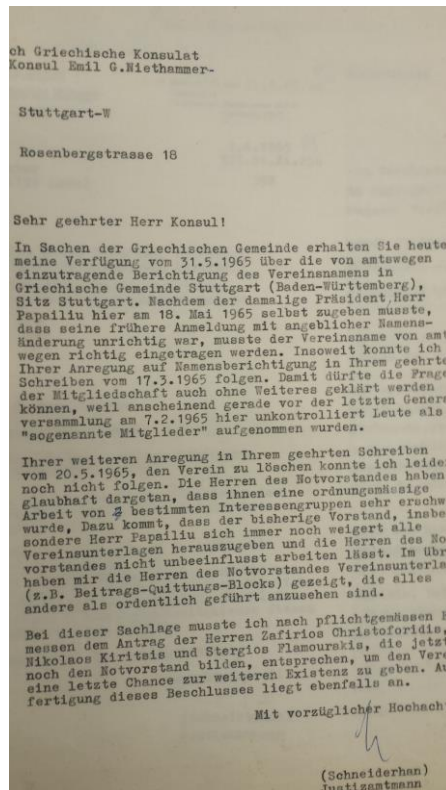 ch Griechische Konsulat
Konsul Emil G.Niethammer-
Stuttgart-W
Rosenbergstrasse 18
Sehr geehrter Herr Konsul!
In Sachen der Griechischen Gemeinde erhalten Sie heute
meine Verfügung vom 31.5.1965 über die von amtswegen
einzutragende Berichtigung des Vereinsnamens in
Griechische Gemeinde Stuttgart (Baden-Württemberg),
Sitz Stuttgart. Nachdem der damalige Präsident Herr
Papailiu hier am 18. Mai 1965 selbst zugeben musste,
dass seine frühere Anmeldung mit angeblicher Namens-
änderung unrichtig war, musste der Vereinsname von amt
wegen richtig eingetragen werden. Insoweit konnte ich
Ihrer Anregung auf Namensberichtigung in Ihrem geehrte
Schreiben vom 17.3.1965 folgen. Damit dürfte die Frage
der Mitgliedschaft auch ohne Weiteres geklärt werden
können, weil anscheinend gerade vor der letzten Genera
versammlung am 7.2.1965 hier unkontrolliert Leute als
"sogenannte Mitglieder" aufgenommen wurden.
Ihrer weiteren Anregung in Ihrem geehrten Schreiben
vom 20.5.1965, den Verein zu löschen konnte ich leider
noch nicht folgen. Die Herren des Notvorstandes haben
glaubhaft dargetan, dass ihnen eine ordnungsmässige
Arbeit von bestimmten Interessengruppen sehr erschw
wurde, Dazu kommt, dass der bisherige Vorstand, insbe
sondere Herr Papailiu sich immer noch weigert alle
Vereinsunterlagen herauszugeben und die Herren des No
vorstandes nicht unbeeinflusst arbeiten lässt. Im übr
haben mir die Herren des Notvorstandes Vereinsunterla
(z.B. Beitrags-Quittungs-Blocks) gezeigt, die alles
andere als ordentlich geführt anzusehen sind.
Bei dieser Sachlage musste ich nach pflichtgemässen E
messen dem Antrag der Herren Zafirios Christoforidis,
Nikolaos Kiritsis und Stergios Flamourakis, die jetzt
noch den Notvorstand bilden, entsprechen, um den Vere
eine letzte Chance zur weiteren Existenz zu geben. Au
fertigung dieses Beschlusses liegt ebenfalls an.
Mit vorzüglicher Hochach
(Schneiderhan)
Justizamtmann